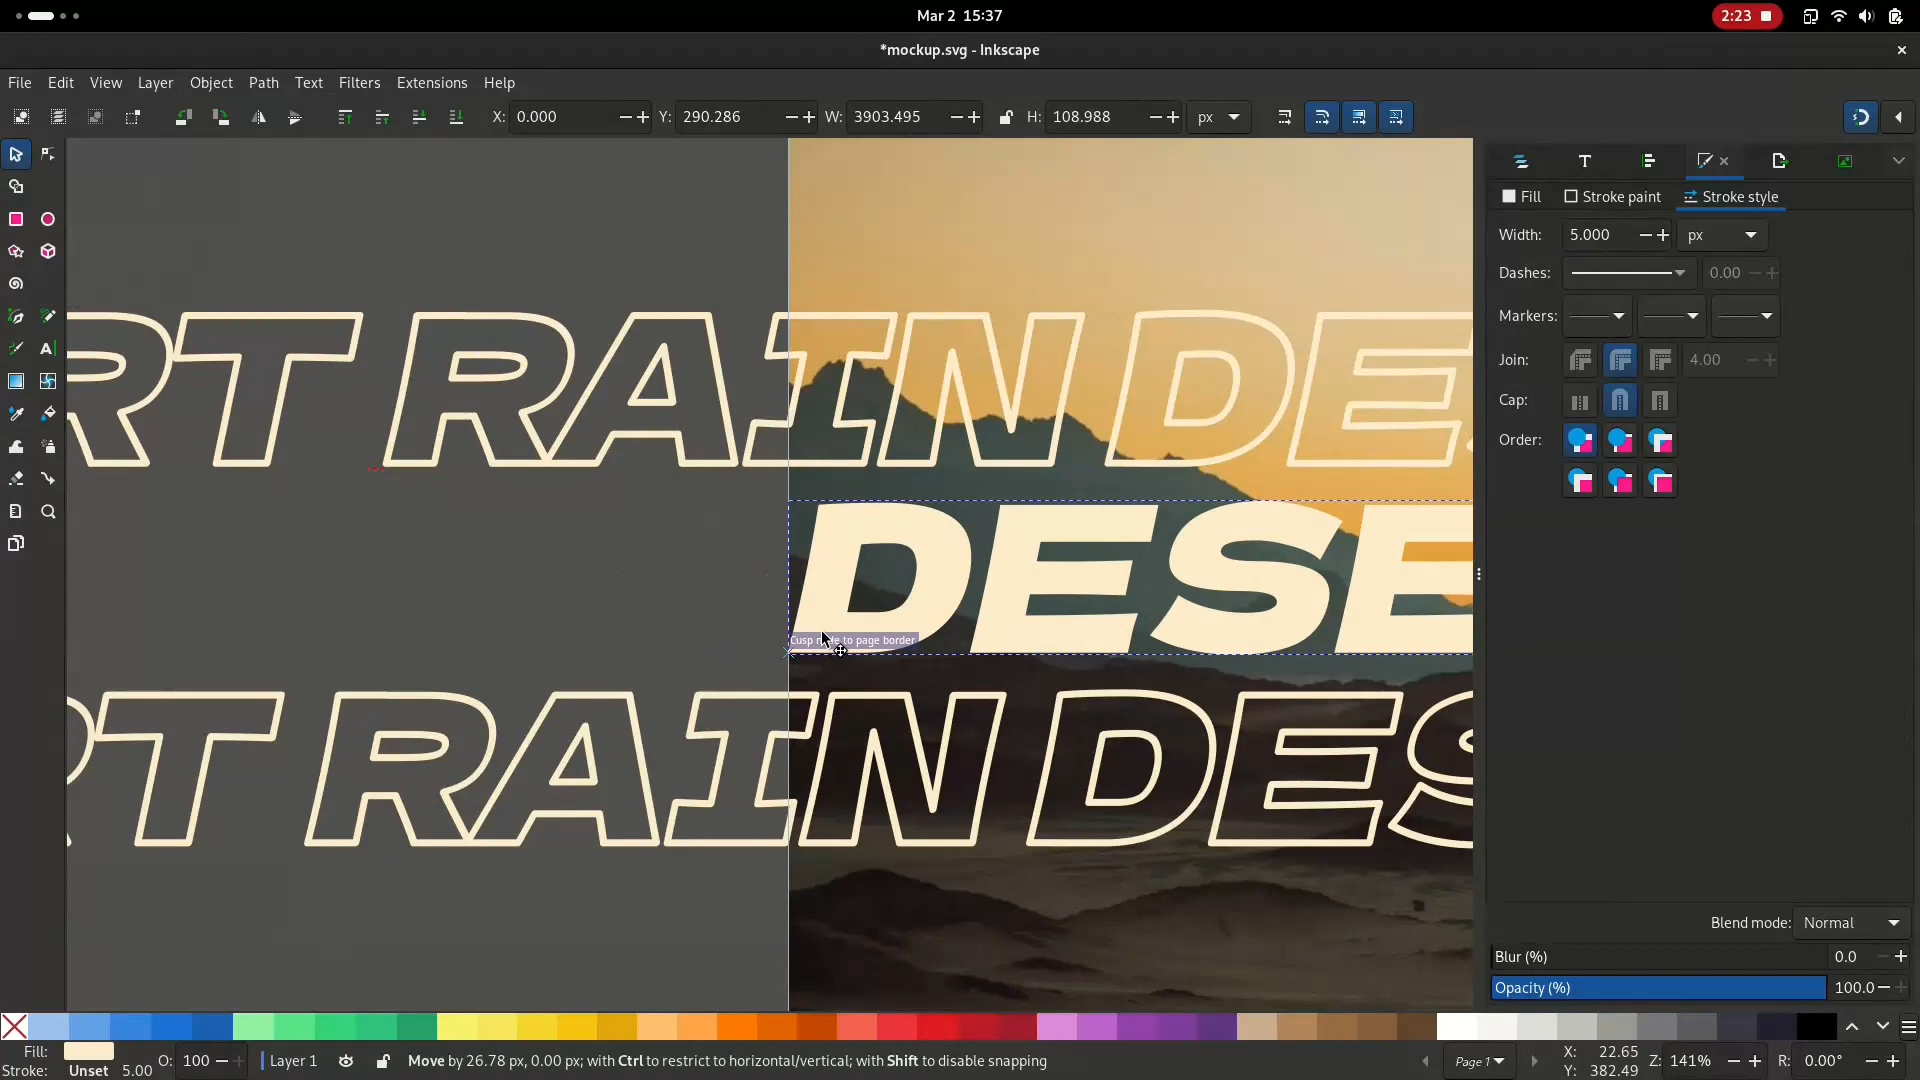 Mar 2 15:37
2:23
*mockup.svg - Inkscape
File Edit View Layer Object Path Text Filters Extensions Help
X: 0.000 Y: 290.286 W: 3903.495 H: 108.988 px
Fill Stroke paint Stroke style
Width: 5.000 px
Dashes: 0.00
Markers:
Join: 4.00
Cap:
Order:
RT RAIN DES
DESE
Cusp node to page border
RT RAIN DES
Blend mode: Normal
Blur (%) 0.0
Opacity (%) 100.0
Fill: O: 100 Layer 1 Move by 26.78 px, 0.00 px; with Ctrl to restrict to horizontal/vertical; with Shift to disable snapping Page 1 X: 22.65 Z: 141% R: 0.00°
Stroke: Unset 5.00 Y: 382.49